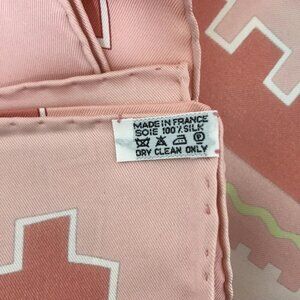 MADE IN FRANCE
SOIE 100% SILK
DRY CLEAN ONLY